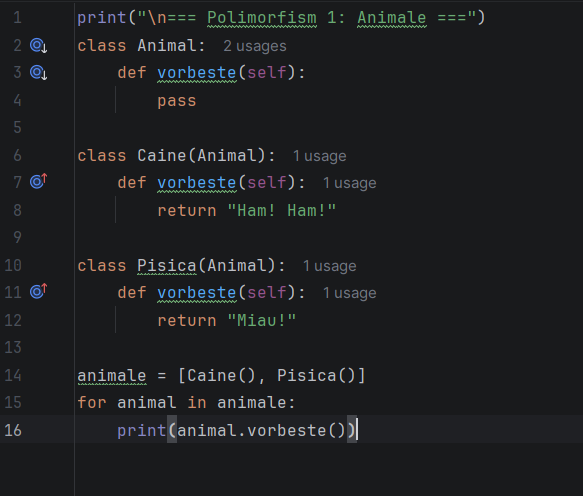 1 print("\n=== Polimorfism 1: Animale ===")
2 class Animal: 2 usages
3     def vorbeste(self):
4         pass
5
6 class Caine(Animal): 1 usage
7     def vorbeste(self): 1 usage
8         return "Ham! Ham!"
9
10 class Pisica(Animal): 1 usage
11     def vorbeste(self): 1 usage
12         return "Miau!"
13
14 animale = [Caine(), Pisica()]
15 for animal in animale:
16     print(animal.vorbeste())